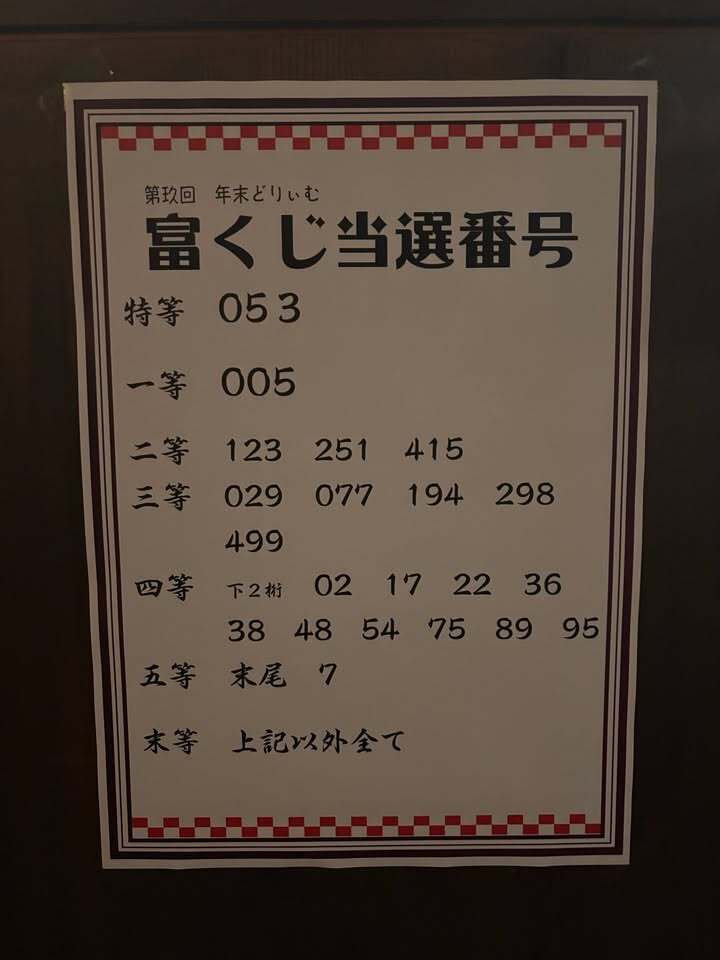 第玖回 年末どりぃむ
富くじ当選番号
特等 053
一等 005
二等 123 251 415
三等 029 077 194 298
499
四等 下2桁 02 17 22 36
38 48 54 75 89 95
五等 末尾 7
末等 上記以外全て